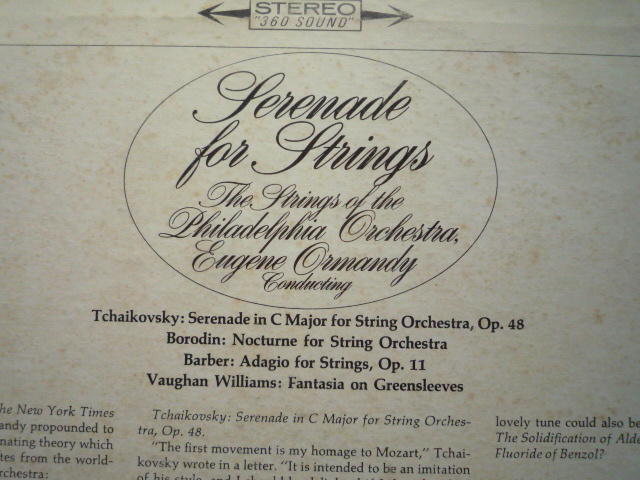 STEREO
"360 SOUND"
Serenade
for Strings
The Strings of the
Philadelphia Orchestra,
Eugene Ormandy
Conducting
Tchaikovsky: Serenade in C Major for String Orchestra, Op. 48
Borodin: Nocturne for String Orchestra
Barber: Adagio for Strings, Op. 11
Vaughan Williams: Fantasia on Greensleeves
he New York Times
andy propounded to
nating theory which
tes from the world-
rchestra:
Tchaikovsky: Serenade in C Major for String Orches-
tra, Op. 48.
"The first movement is my homage to Mozart," Tchai-
kovsky wrote in a letter. "It is intended to be an imitation
of his style, and I should
lovely tune could also be
The Solidification of Alde
Fluoride of Benzol?